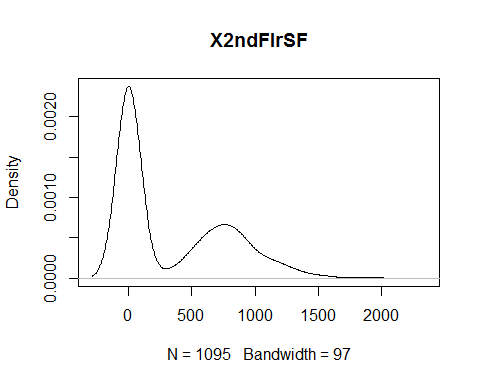 X2ndFlrSF
Density
0.0020
0.0010
0.0000
0 500 1000 1500 2000
N = 1095 Bandwidth = 97